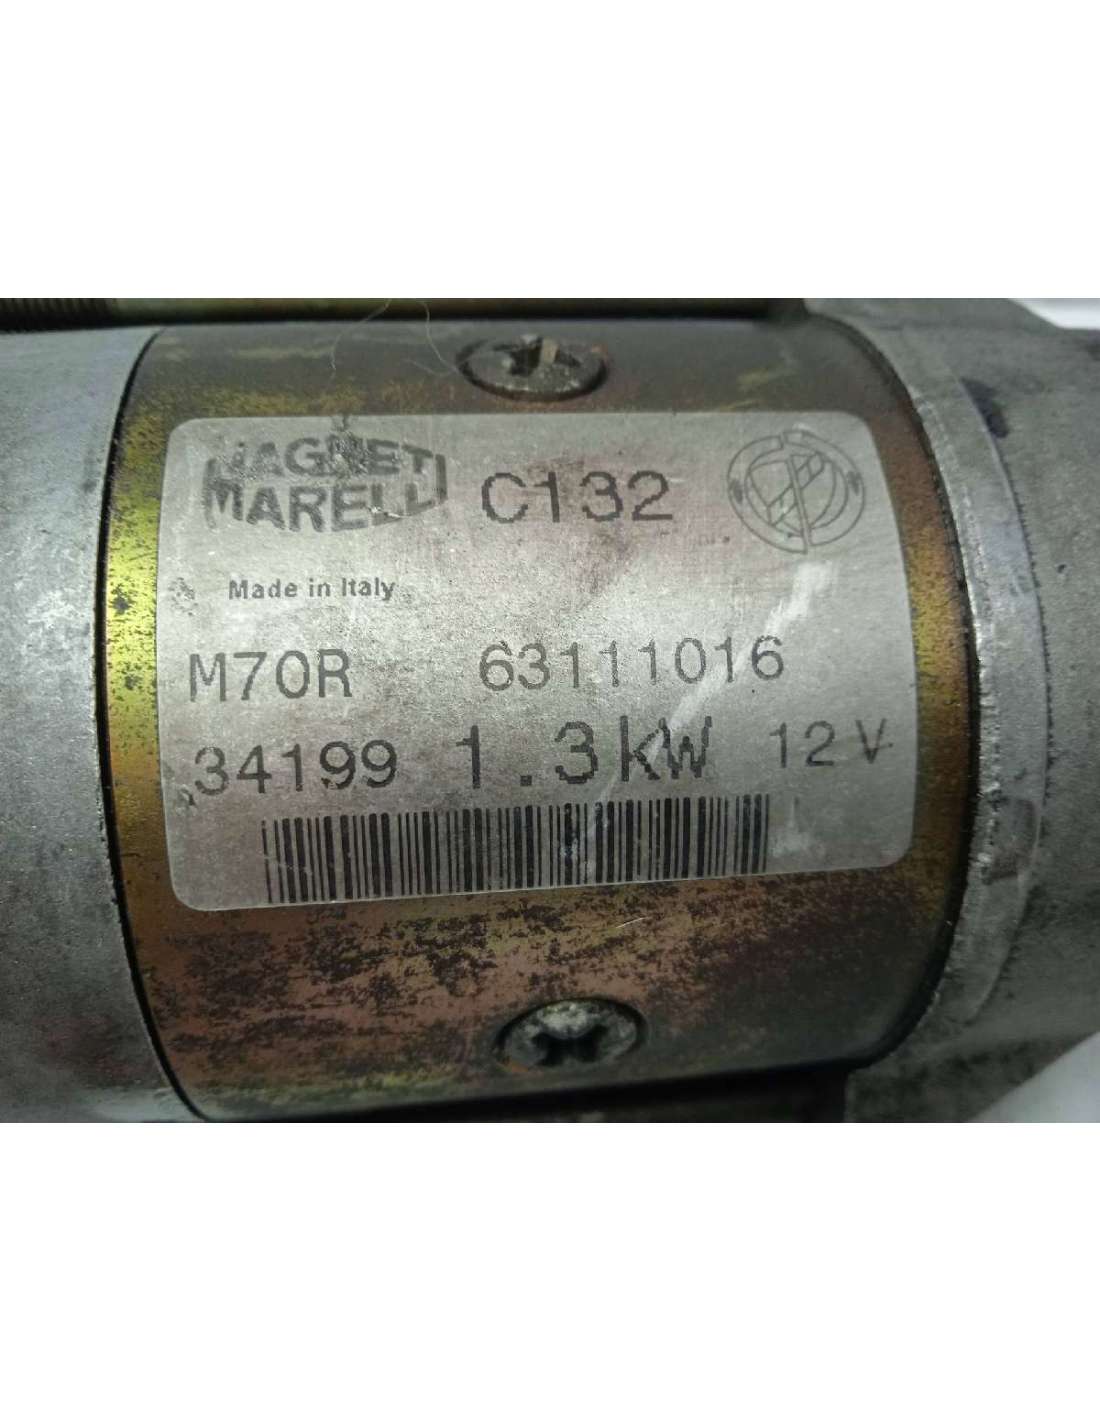 MAGNETI
MARELLI
C132
Made in Italy
M70R 63111016
34199 1.3kW 12V